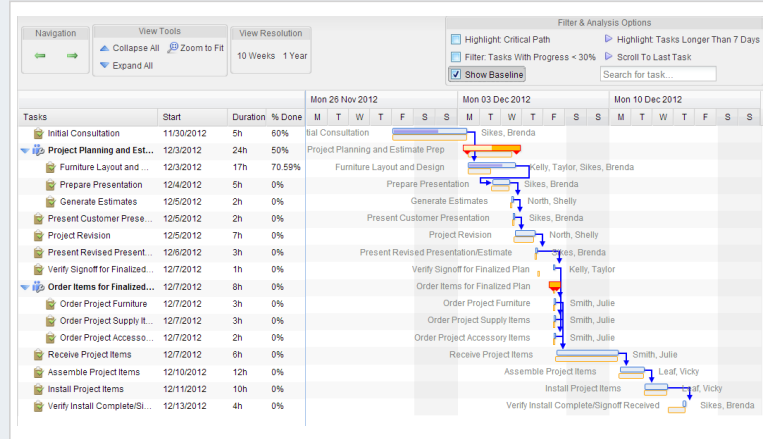 Navigation
View Tools
Collapse All
Zoom to Fit
Expand All
View Resolution
10 Weeks 1 Year
Filter & Analysis Options
Highlight: Critical Path
Highlight: Tasks Longer Than 7 Days
Filter: Tasks With Progress < 30%
Scroll To Last Task
Show Baseline
Search for task...
Mon 26 Nov 2012 Mon 03 Dec 2012 Mon 10 Dec 2012
Tasks Start Duration % Done M T W T F S S M T W T F S S M T W T F S S
Initial Consultation 11/30/2012 5h 60% tial Consultation Sikes, Brenda
Project Planning and Est... 12/3/2012 24h 50% Project Planning and Estimate Prep
Furniture Layout and ... 12/3/2012 17h 70.59% Furniture Layout and Design Kelly, Taylor, Sikes, Brenda
Prepare Presentation 12/4/2012 5h 0% Prepare Presentation Sikes, Brenda
Generate Estimates 12/5/2012 2h 0% Generate Estimates North, Shelly
Present Customer Prese... 12/5/2012 2h 0% Present Customer Presentation Sikes, Brenda
Project Revision 12/5/2012 7h 0% Project Revision North, Shelly
Present Revised Present... 12/6/2012 3h 0% Present Revised Presentation/Estimate Sikes, Brenda
Verify Signoff for Finalized... 12/7/2012 1h 0% Verify Signoff for Finalized Plan Kelly, Taylor
Order Items for Finalized... 12/7/2012 8h 0% Order Items for Finalized Plan
Order Project Furniture 12/7/2012 3h 0% Order Project Furniture Smith, Julie
Order Project Supply It... 12/7/2012 3h 0% Order Project Supply Items Smith, Julie
Order Project Accesso... 12/7/2012 2h 0% Order Project Accessory Items Smith, Julie
Receive Project Items 12/7/2012 6h 0% Receive Project Items Smith, Julie
Assemble Project Items 12/10/2012 12h 0% Assemble Project Items Leaf, Vicky
Install Project Items 12/11/2012 10h 0% Install Project Items Leaf, Vicky
Verify Install Complete/Si... 12/13/2012 4h 0% Verify Install Complete/Signoff Received Sikes, Brenda